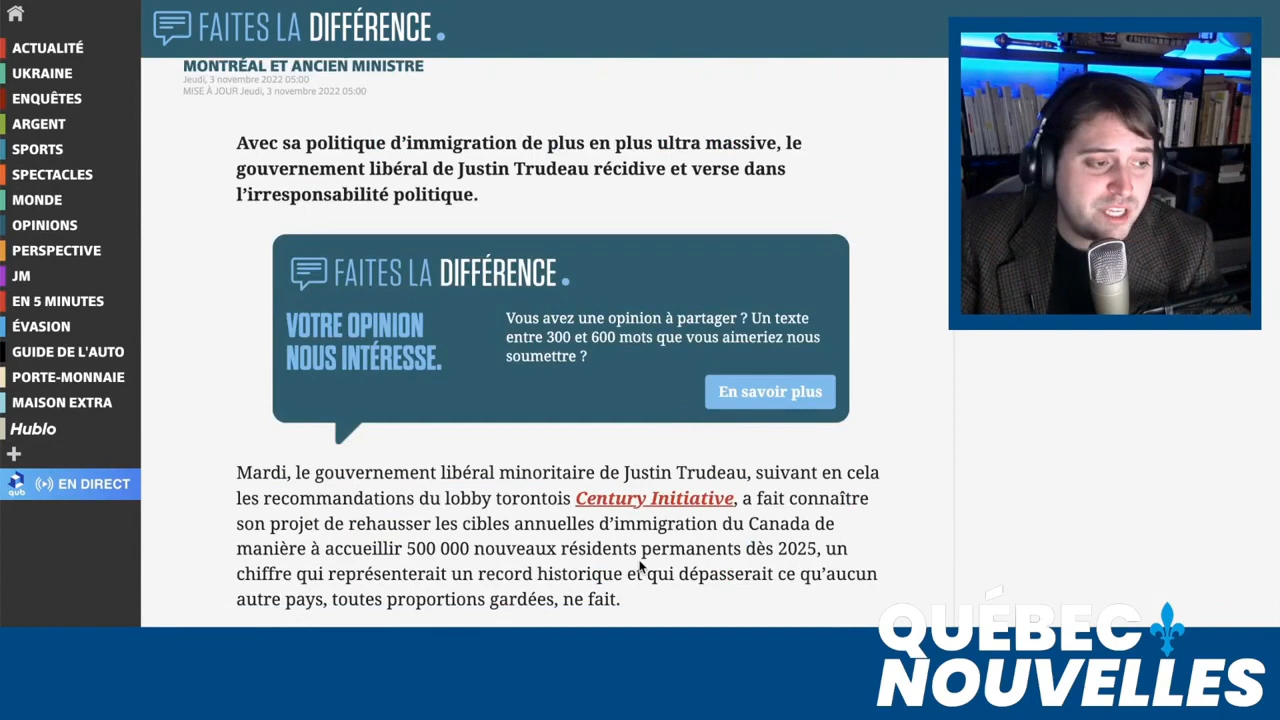 FAITES LA DIFFÉRENCE.
ACTUALITÉ
UKRAINE
ENQUÊTES
ARGENT
SPORTS
SPECTACLES
MONDE
OPINIONS
PERSPECTIVE
JM
EN 5 MINUTES
ÉVASION
GUIDE DE L'AUTO
PORTE-MONNAIE
MAISON EXTRA
Hublo
qub EN DIRECT
MONTRÉAL ET ANCIEN MINISTRE
Jeudi, 3 novembre 2022 05:00
MISE À JOUR Jeudi, 3 novembre 2022 05:00
Avec sa politique d’immigration de plus en plus ultra massive, le
gouvernement libéral de Justin Trudeau récidive et verse dans
l’irresponsabilité politique.
FAITES LA DIFFÉRENCE.
VOTRE OPINION
NOUS INTÉRESSE.
Vous avez une opinion à partager ? Un texte
entre 300 et 600 mots que vous aimeriez nous
soumettre ?
En savoir plus
Mardi, le gouvernement libéral minoritaire de Justin Trudeau, suivant en cela
les recommandations du lobby torontois Century Initiative, a fait connaître
son projet de rehausser les cibles annuelles d’immigration du Canada de
manière à accueillir 500 000 nouveaux résidents permanents dès 2025, un
chiffre qui représenterait un record historique et qui dépasserait ce qu’aucun
autre pays, toutes proportions gardées, ne fait.
QUÉBEC
NOUVELLES